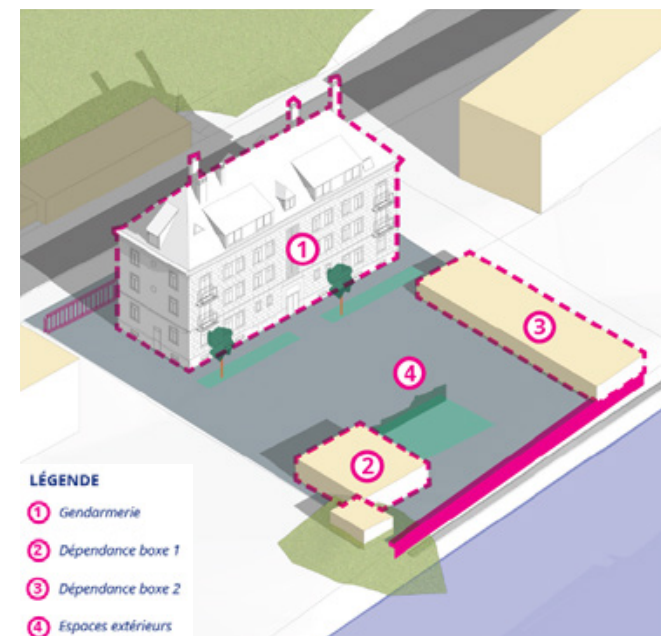 1
3
4
2
LÉGENDE
1 Gendarmerie
2 Dépendance boxe 1
3 Dépendance boxe 2
4 Espaces extérieurs